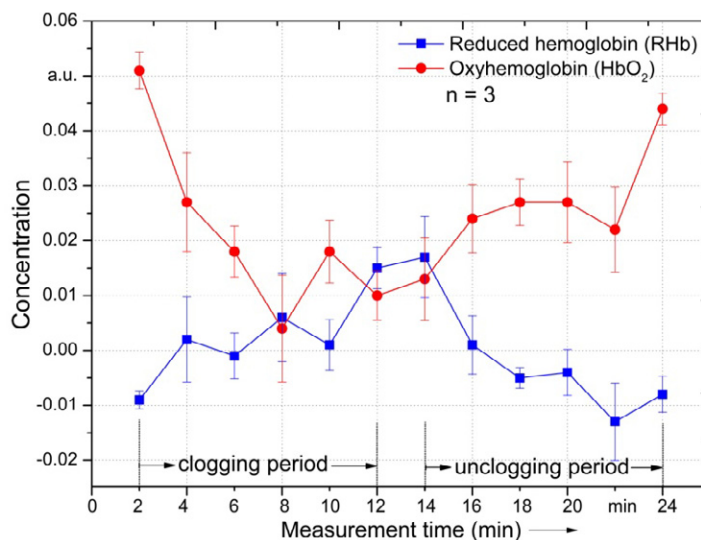 0.06
a.u.
0.04
0.03
0.02
0.01
0.00
-0.01
-0.02
Concentration
Reduced hemoglobin (RHb)
Oxyhemoglobin (HbO₂)
n = 3
clogging period
unclogging period
0 2 4 6 8 10 12 14 16 18 20 min 24
Measurement time (min)